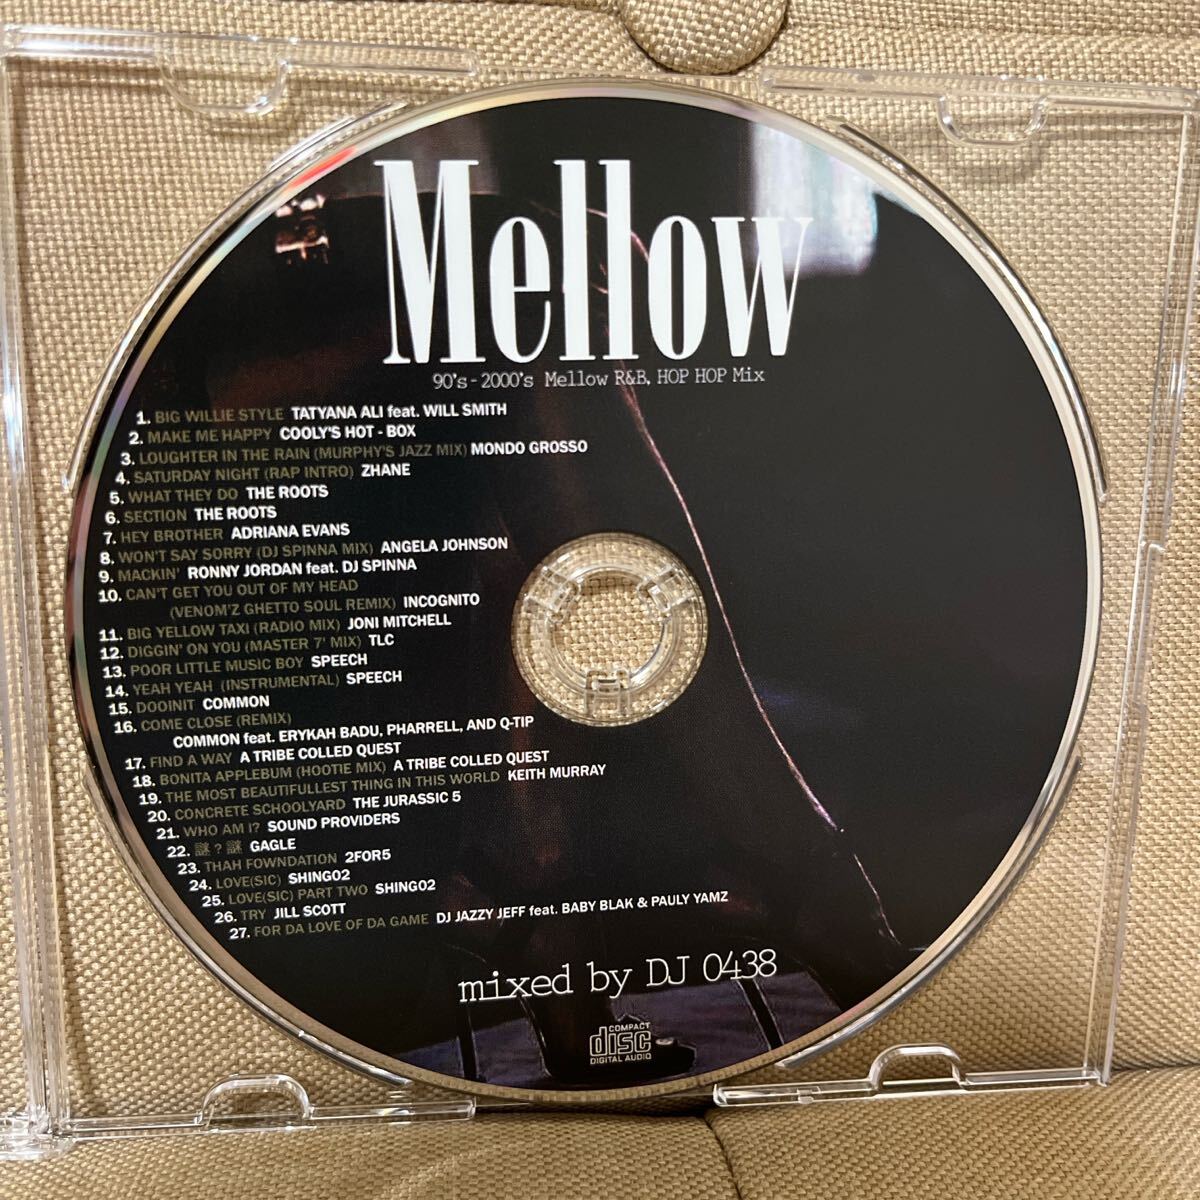 Mellow
90's-2000's Mellow R&B, HOP HOP Mix
1. BIG WILLIE STYLE TATYANA ALI feat. WILL SMITH
2. MAKE ME HAPPY COOLY'S HOT - BOX
3. LOUGHTER IN THE RAIN (MURPHY'S JAZZ MIX) MONDO GROSSO
4. SATURDAY NIGHT (RAP INTRO) ZHANE
5. WHAT THEY DO THE ROOTS
6. SECTION THE ROOTS
7. HEY BROTHER ADRIANA EVANS
8. WON'T SAY SORRY (DJ SPINNA MIX) ANGELA JOHNSON
9. MACKIN' RONNY JORDAN feat. DJ SPINNA
10. CAN'T GET YOU OUT OF MY HEAD
(VENOM'Z GHETTO SOUL REMIX) INCOGNITO
11. BIG YELLOW TAXI (RADIO MIX) JONI MITCHELL
12. DIGGIN' ON YOU (MASTER 7' MIX) TLC
13. POOR LITTLE MUSIC BOY SPEECH
14. YEAH YEAH (INSTRUMENTAL) SPEECH
15. DOOINIT COMMON
16. COME CLOSE (REMIX)
COMMON feat. ERYKAH BADU, PHARRELL, AND Q-TIP
17. FIND A WAY A TRIBE COLLED QUEST
18. BONITA APPLEBUM (HOOTIE MIX) A TRIBE COLLED QUEST
19. THE MOST BEAUTIFULLEST THING IN THIS WORLD KEITH MURRAY
20. CONCRETE SCHOOLYARD THE JURASSIC 5
21. WHO AM I? SOUND PROVIDERS
22. 謎?謎 GAGLE
23. THAH FOWNDATION 2FOR5
24. LOVE(SIC) SHINGO2
25. LOVE(SIC) PART TWO SHINGO2
26. TRY JILL SCOTT
27. FOR DA LOVE OF DA GAME DJ JAZZY JEFF feat. BABY BLAK & PAULY YAMZ
mixed by DJ 0438
COMPACT
disc
DIGITAL AUDIO